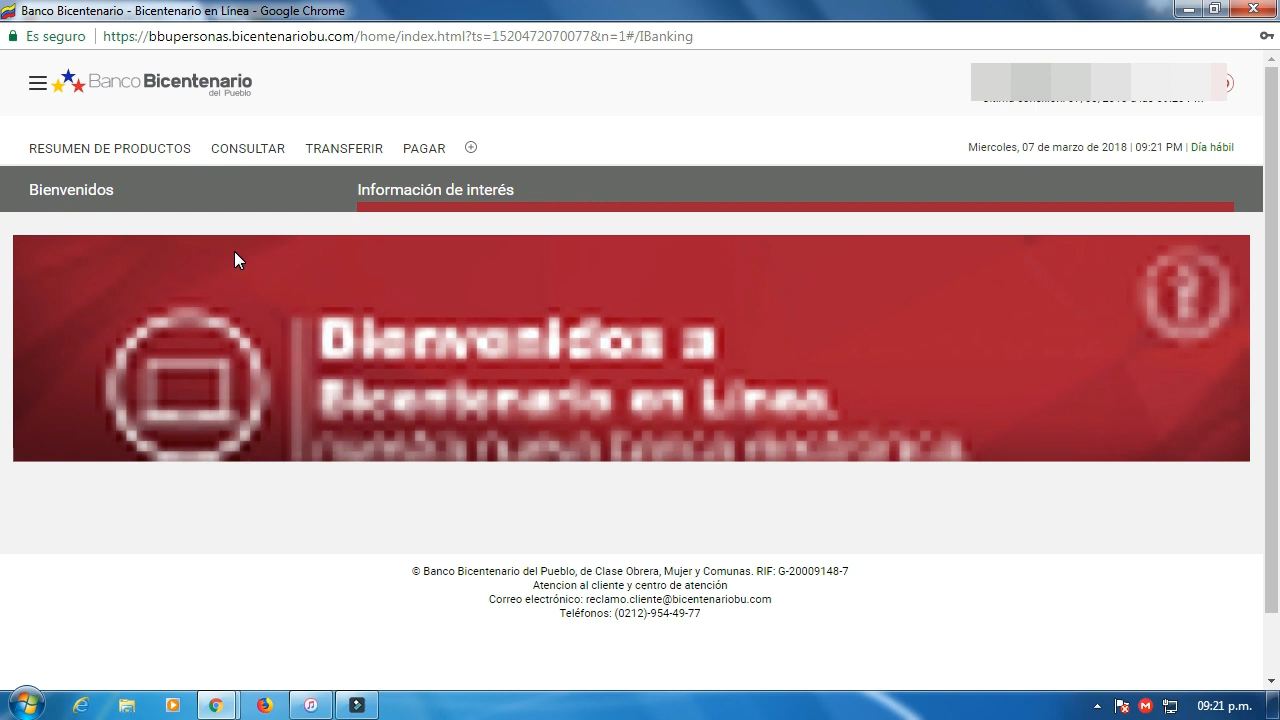 Banco Bicentenario - Bicentenario en Línea - Google Chrome
Es seguro | https://bbupersonas.bicentenariobu.com/home/index.html?ts=1520472070077&n=1#/IBanking
Banco Bicentenario
del Pueblo
RESUMEN DE PRODUCTOS CONSULTAR TRANSFERIR PAGAR
Miercoles, 07 de marzo de 2018 | 09:21 PM | Día hábil
Bienvenidos
Información de interés
Bienvenidos a
Bicentenario en Línea,
© Banco Bicentenario del Pueblo, de Clase Obrera, Mujer y Comunas. RIF: G-20009148-7
Atencion al cliente y centro de atención
Correo electrónico: reclamo.cliente@bicentenariobu.com
Teléfonos: (0212)-954-49-77
09:21 p.m.